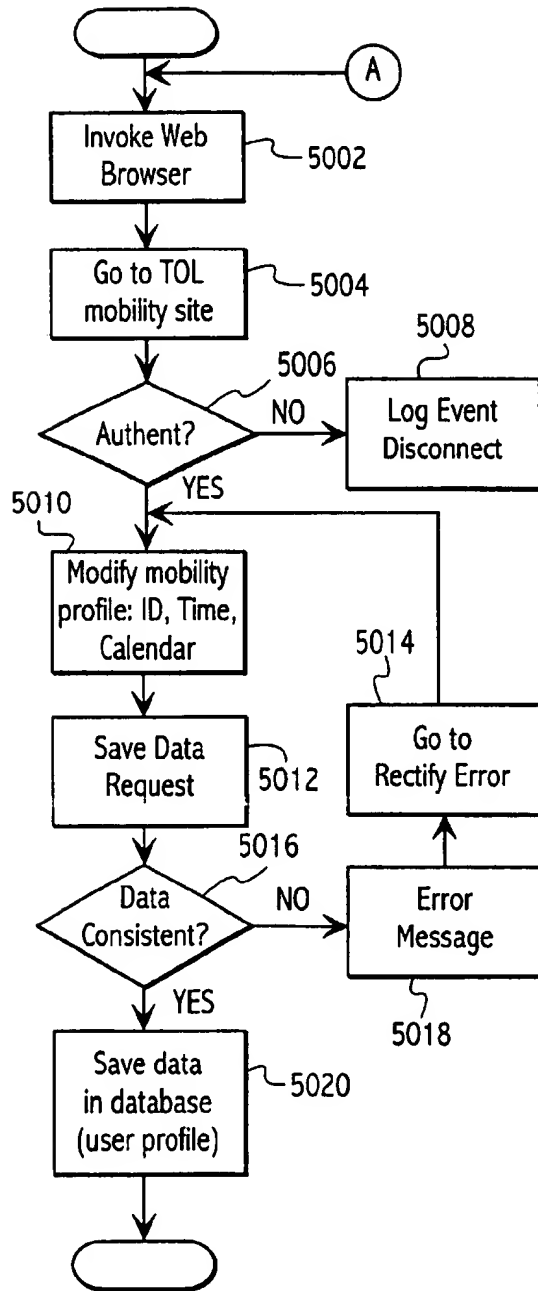 A
Invoke Web
Browser
5002
Go to TOL
mobility site
5004
5006
5008
Authent?
NO
Log Event
Disconnect
YES
5010
Modify mobility
profile: ID, Time,
Calendar
5014
Go to
Rectify Error
Save Data
Request
5012
5016
Data
Consistent?
NO
Error
Message
5018
YES
Save data
in database
(user profile)
5020